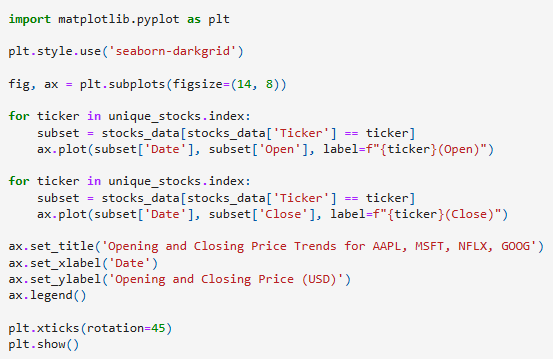 import matplotlib.pyplot as plt
plt.style.use('seaborn-darkgrid')
fig, ax = plt.subplots(figsize=(14, 8))
for ticker in unique_stocks.index:
    subset = stocks_data[stocks_data['Ticker'] == ticker]
    ax.plot(subset['Date'], subset['Open'], label=f"{ticker}(Open)")
for ticker in unique_stocks.index:
    subset = stocks_data[stocks_data['Ticker'] == ticker]
    ax.plot(subset['Date'], subset['Close'], label=f"{ticker}(Close)")
ax.set_title('Opening and Closing Price Trends for AAPL, MSFT, NFLX, GOOG')
ax.set_xlabel('Date')
ax.set_ylabel('Opening and Closing Price (USD)')
ax.legend()
plt.xticks(rotation=45)
plt.show()